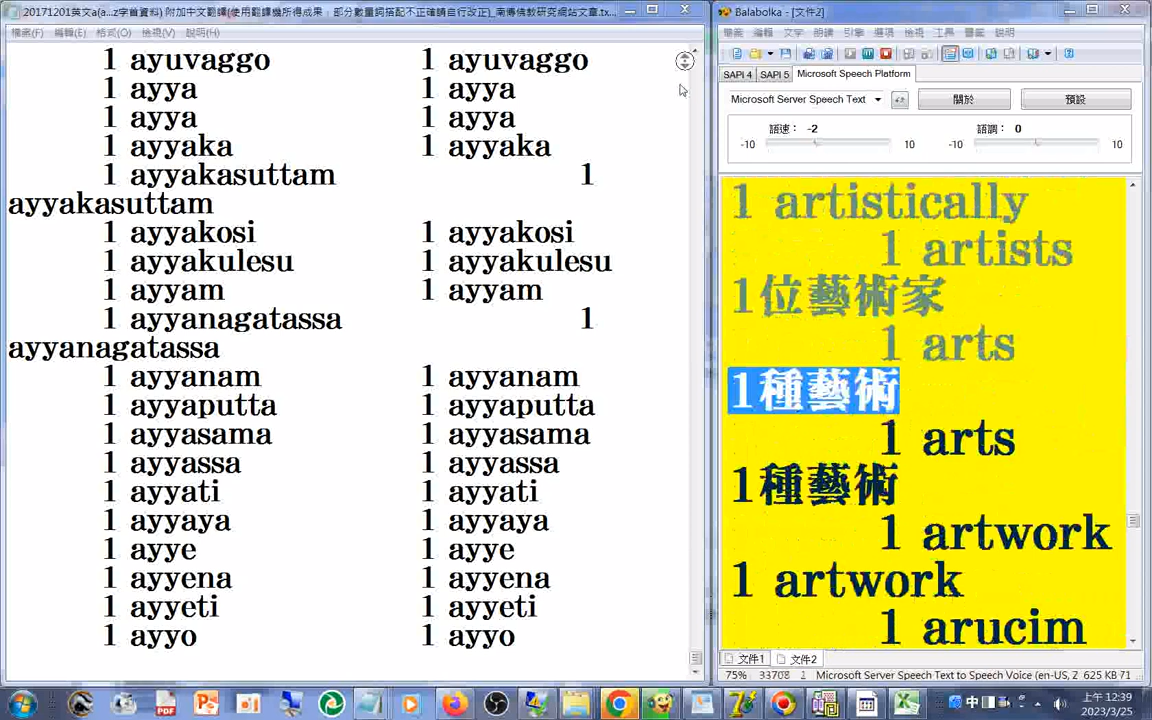 20171201英文a(a...z字首資料) 附加中文翻譯(使用翻譯機所得成果，部分數量詞搭配不正確請自行改正)_南傳佛教研究網站文章.tx...
檔案(F) 編輯(E) 格式(O) 檢視(V) 說明(H)
1 ayuvaggo 1 ayuvaggo
1 ayya 1 ayya
1 ayya 1 ayya
1 ayyaka 1 ayyaka
1 ayyakasuttam 1
ayyakasuttam
1 ayyakosi 1 ayyakosi
1 ayyakulesu 1 ayyakulesu
1 ayyam 1 ayyam
1 ayyanagatassa 1
ayyanagatassa
1 ayyanam 1 ayyanam
1 ayyaputta 1 ayyaputta
1 ayyasama 1 ayyasama
1 ayyassa 1 ayyassa
1 ayyati 1 ayyati
1 ayyaya 1 ayyaya
1 ayye 1 ayye
1 ayyena 1 ayyena
1 ayyeti 1 ayyeti
1 ayyo 1 ayyo
Balabolka - [文件2]
檔案 編輯 文字 朗讀 引擎 選項 檢視 工具 視窗 說明
SAPI 4 SAPI 5 Microsoft Speech Platform
Microsoft Server Speech Text 關於 預設
語速： -2 語調： 0
-10 10 -10 10
1 artistically
1 artists
1位藝術家
1 arts
1種藝術
1 arts
1種藝術
1 artwork
1 artwork
1 arucim
文件1 文件2
75% 33708 1 Microsoft Server Speech Text to Speech Voice (en-US, Z 625 KB 71
中
上午 12:39
2023/3/25